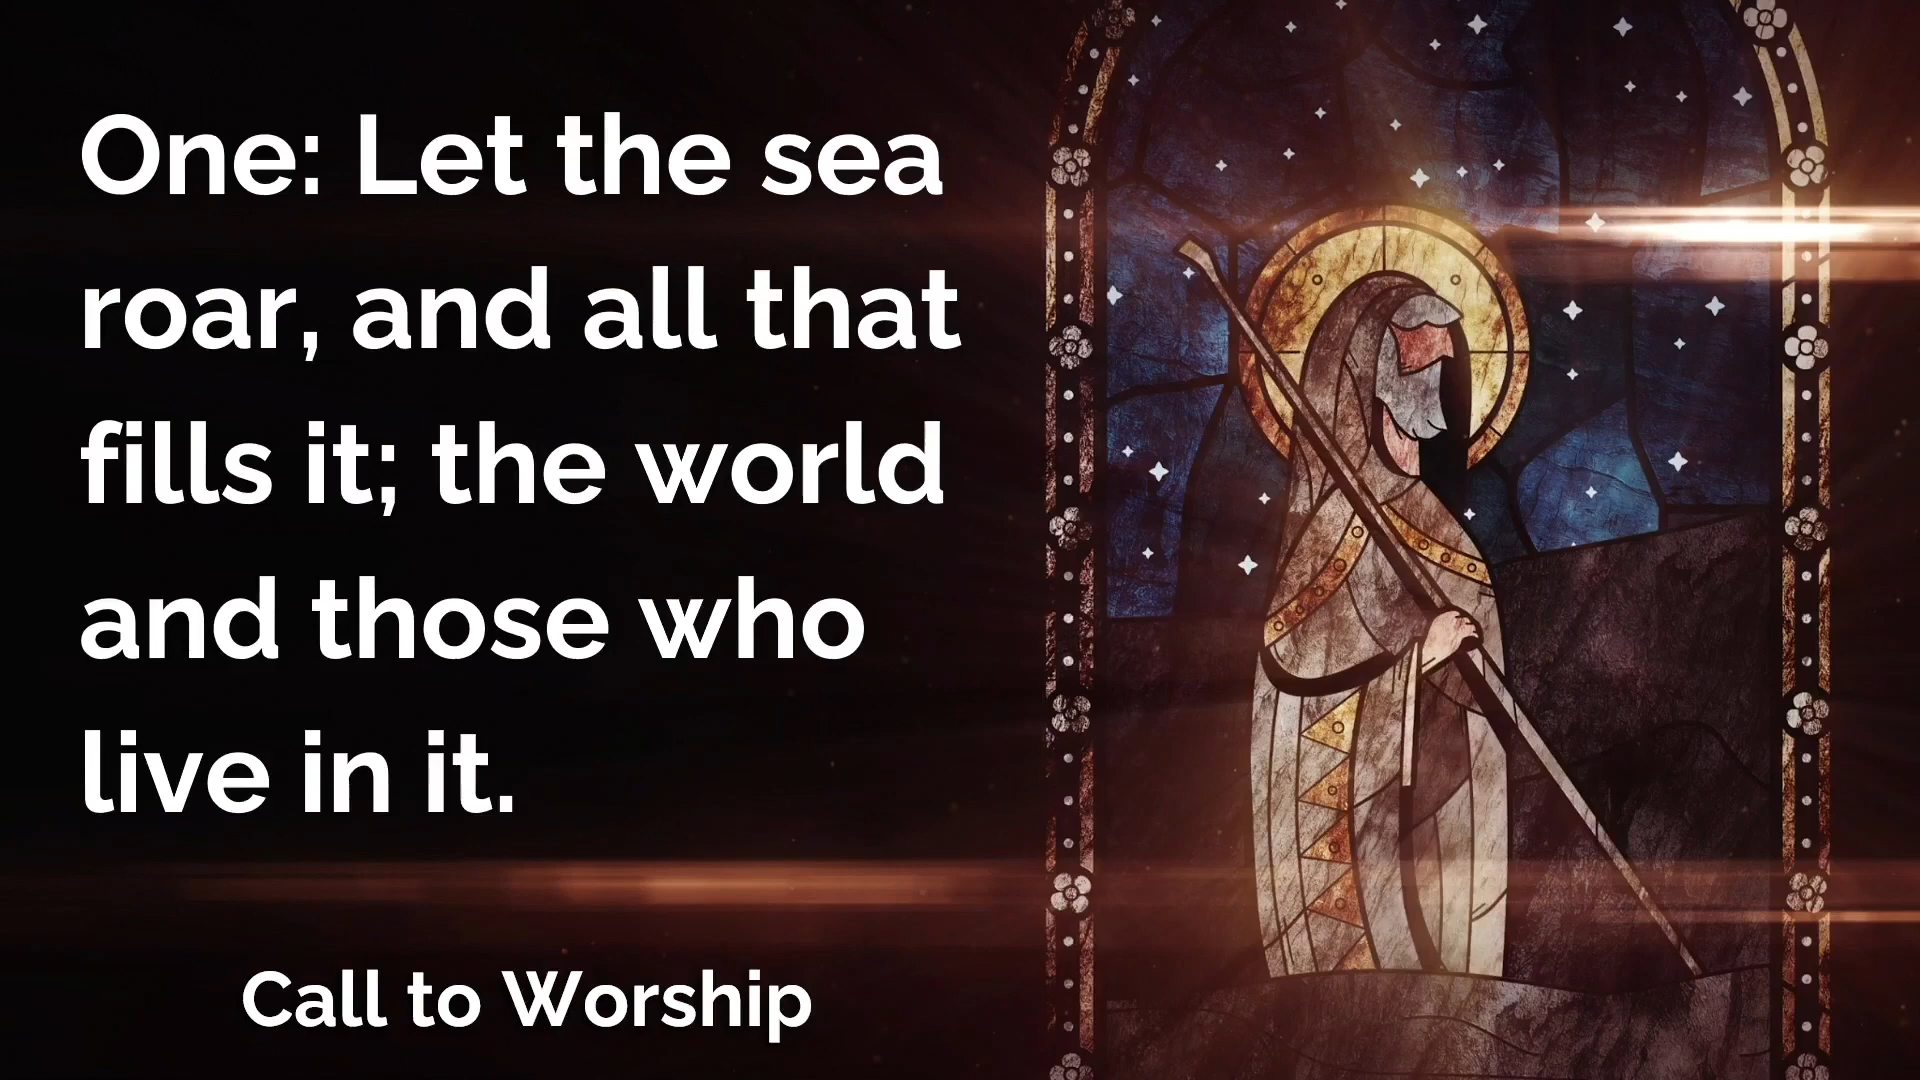 One: Let the sea
roar, and all that
fills it; the world
and those who
live in it.
Call to Worship